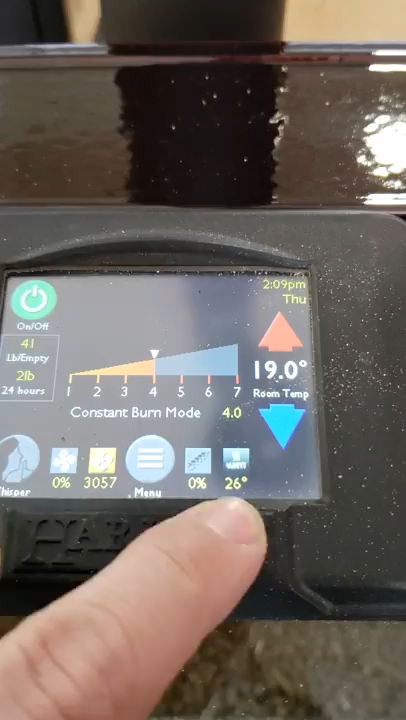 2:09pm
Thu
On/Off
41
Lb/Empty
2lb
24 hours
19.0°
Room Temp
1 2 3 4 5 6 7
Constant Burn Mode 4.0
0% 3057 Menu 0% 26°
HAR